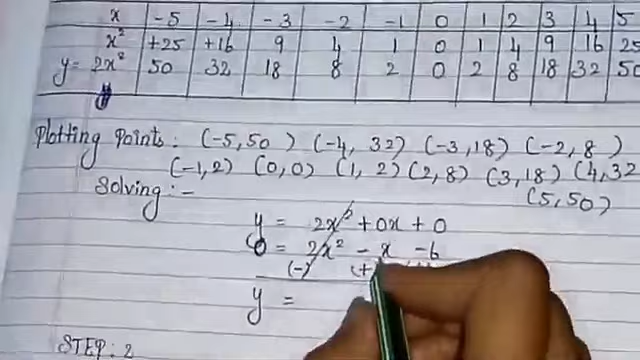 x -5 -4 -3 -2 -1 0 1 2 3 4 5
x² +25 +16 9 4 1 0 1 4 9 16 25
y = 2x² 50 32 18 8 2 0 2 8 18 32 50
Plotting Points: (-5,50) (-4, 32) (-3,18) (-2,8)
(-1,2) (0,0) (1, 2) (2,8) (3,18) (4,32
(5,50)
Solving:-
y = 2x² + 0x + 0
0 = 2x² - x - 6
(-) (+
y =
STEP: 2